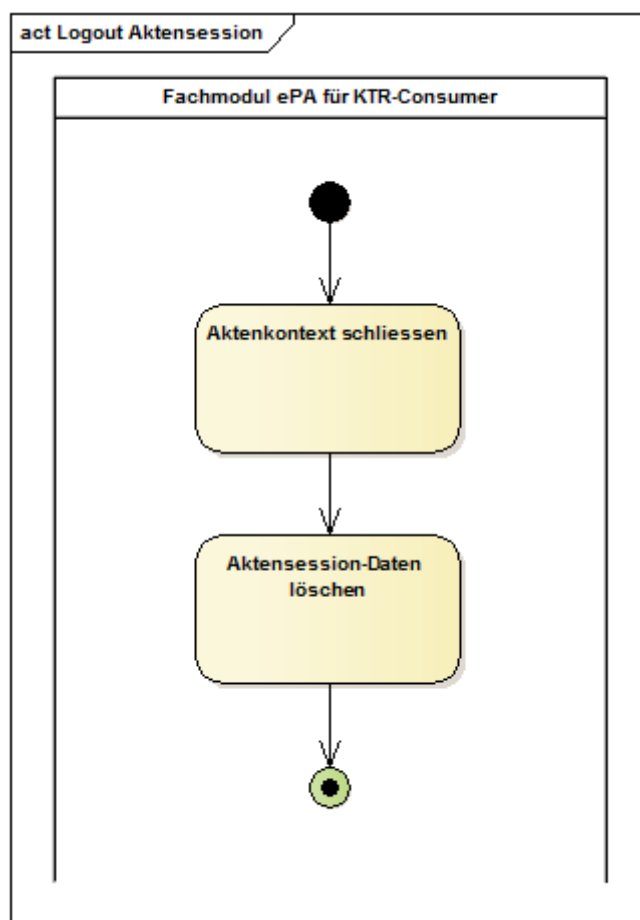 act Logout Aktensession
Fachmodul ePA für KTR-Consumer
Aktenkontext schliessen
Aktensession-Daten
löschen